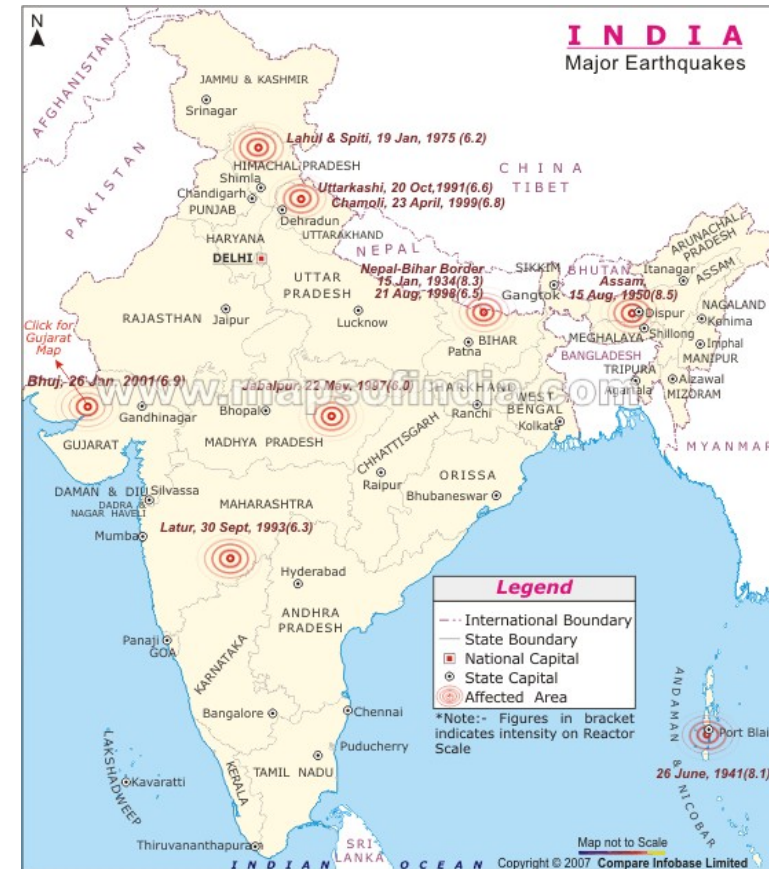 N
I N D I A
Major Earthquakes
AFGHANISTAN
PAKISTAN
JAMMU & KASHMIR
Srinagar
Lahul & Spiti, 19 Jan, 1975 (6.2)
HIMACHAL PRADESH
Shimla
Chandigarh
PUNJAB
Uttarkashi, 20 Oct,1991(6.6)
Chamoli, 23 April, 1999(6.8)
Dehradun
UTTARAKHAND
CHINA
TIBET
HARYANA
DELHI
NEPAL
Nepal-Bihar Border
15 Jan, 1934(8.3)
21 Aug, 1998(6.5)
SIKKIM
Gangtok
BHUTAN
ARUNACHAL
PRADESH
Itanagar
ASSAM
Assam,
15 Aug, 1950(8.5)
Dispur
NAGALAND
Kohima
Shillong
MEGHALAYA
Imphal
MANIPUR
BANGLADESH
TRIPURA
Agartala
Aizawal
MIZORAM
MYANMAR
UTTAR
PRADESH
Lucknow
RAJASTHAN
Jaipur
BIHAR
Patna
Click for
Gujarat
Map
Bhuj, 26 Jan, 2001(6.9)
Jabalpur, 22 May, 1997(6.0)
www.mapsofindia.com
Gandhinagar
GUJARAT
Bhopal
MADHYA PRADESH
JHARKHAND
Ranchi
WEST
BENGAL
Kolkata
CHHATTISGARH
Raipur
ORISSA
Bhubaneswar
DAMAN & DIU
Silvassa
DADRA &
NAGAR HAVELI
MAHARASHTRA
Mumbai
Latur, 30 Sept, 1993(6.3)
Hyderabad
ANDHRA
PRADESH
Panaji
GOA
KARNATAKA
Bangalore
Chennai
Puducherry
TAMIL NADU
KERALA
LAKSHADWEEP
Kavaratti
Thiruvananthapuram
SRI
LANKA
INDIAN OCEAN
Legend
International Boundary
State Boundary
National Capital
State Capital
Affected Area
*Note:- Figures in bracket
indicates intensity on Reactor
Scale
ANDAMAN & NICOBAR
Port Blai
26 June, 1941(8.1)
Map not to Scale
Copyright © 2007 Compare Infobase Limited